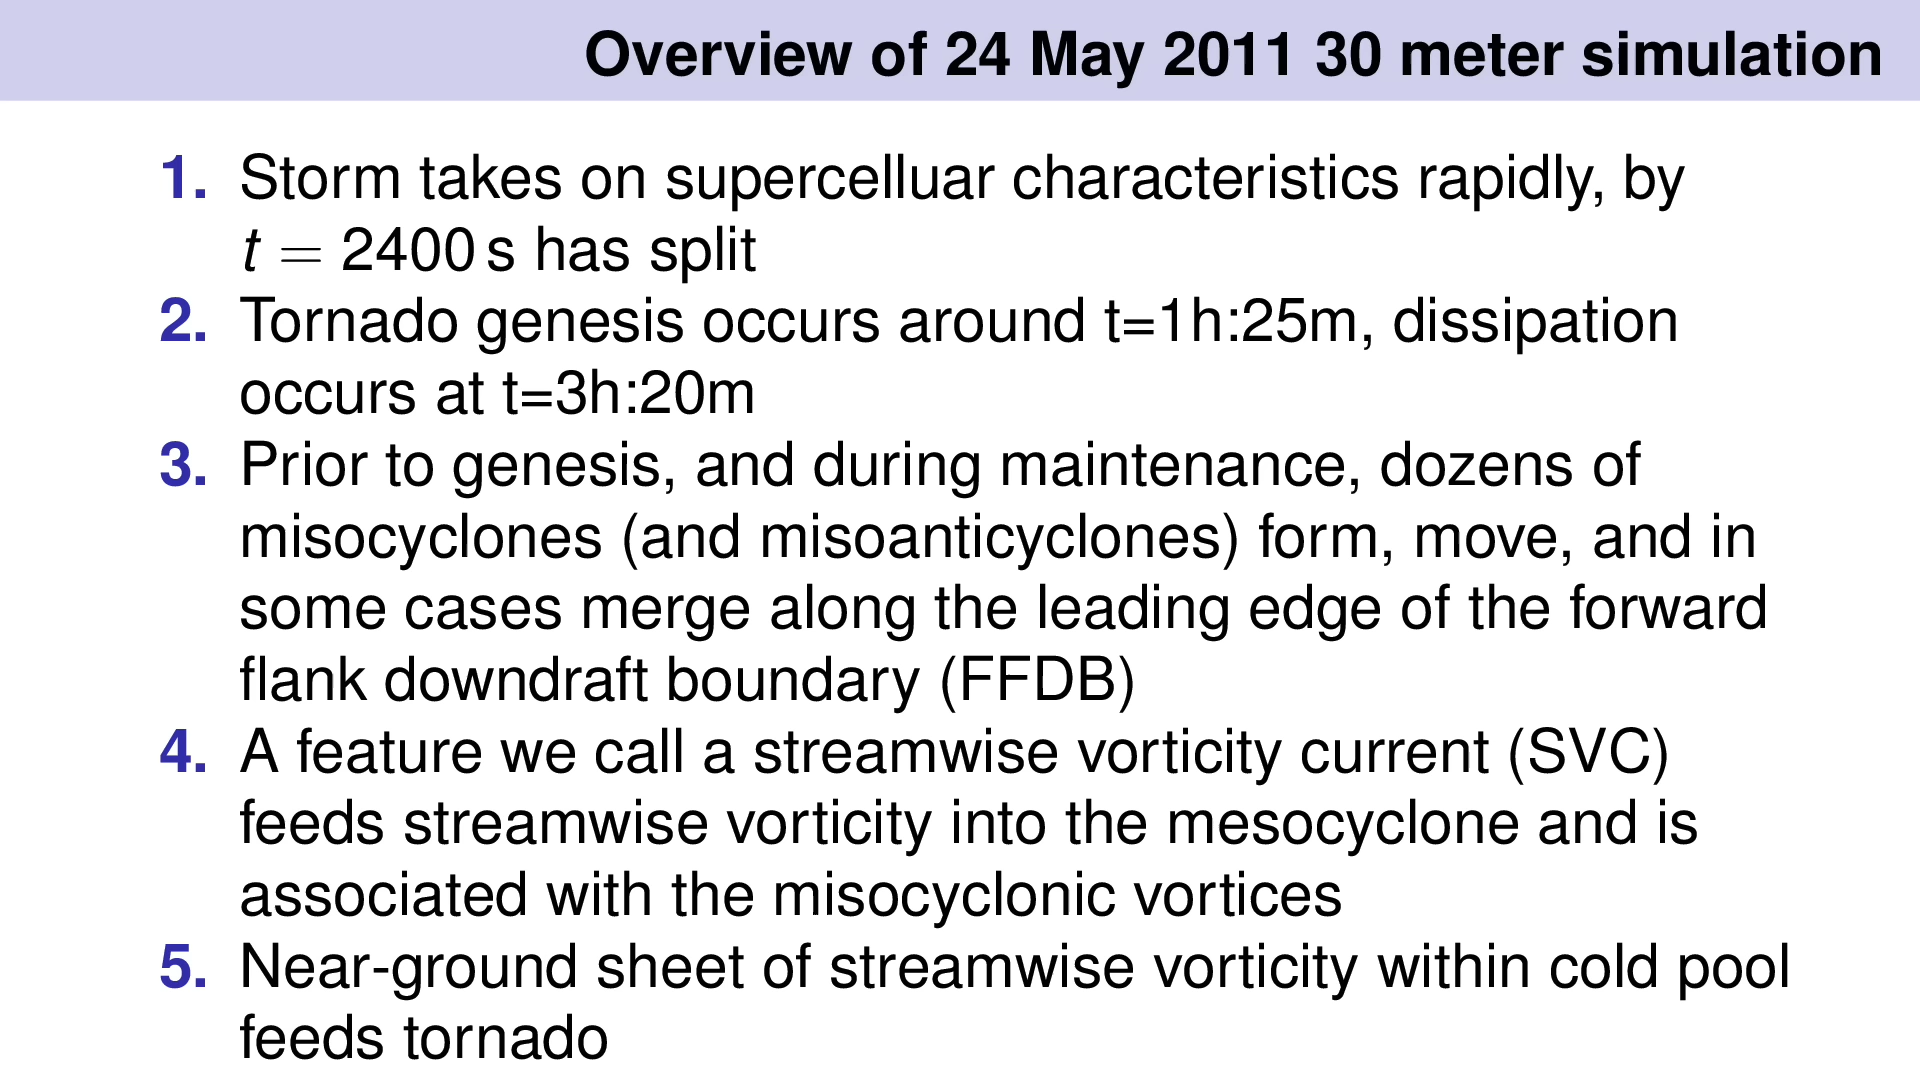 Overview of 24 May 2011 30 meter simulation
1. Storm takes on supercelluar characteristics rapidly, by
t = 2400 s has split
2. Tornado genesis occurs around t=1h:25m, dissipation
occurs at t=3h:20m
3. Prior to genesis, and during maintenance, dozens of
misocyclones (and misoanticyclones) form, move, and in
some cases merge along the leading edge of the forward
flank downdraft boundary (FFDB)
4. A feature we call a streamwise vorticity current (SVC)
feeds streamwise vorticity into the mesocyclone and is
associated with the misocyclonic vortices
5. Near-ground sheet of streamwise vorticity within cold pool
feeds tornado